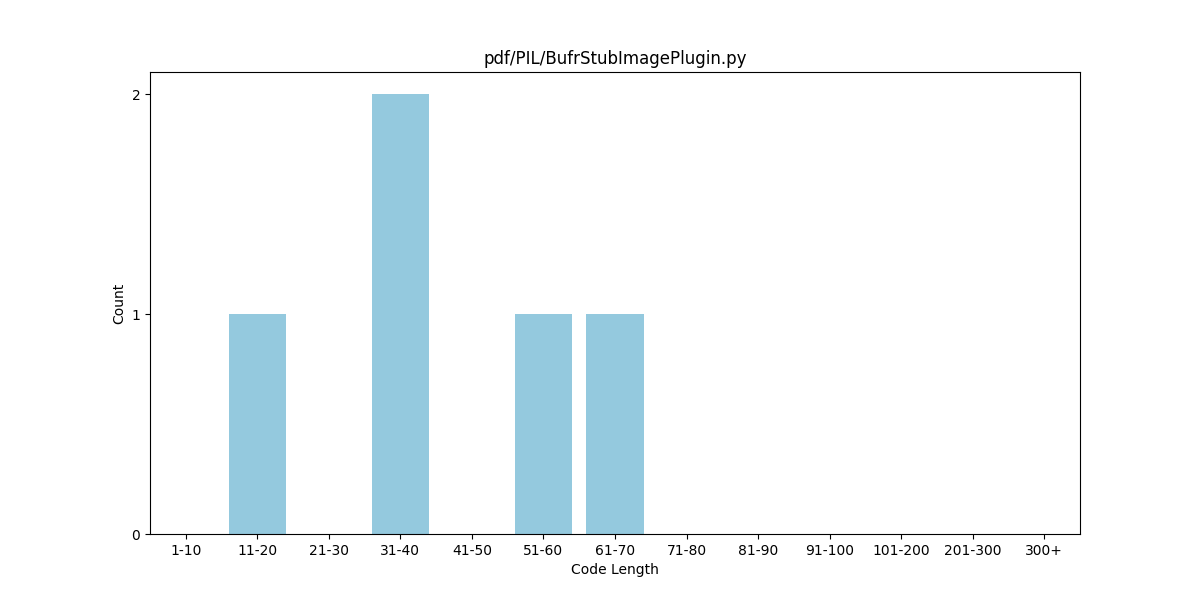 pdf/PIL/BufrStubImagePlugin.py
Count
2
1
0
1-10 11-20 21-30 31-40 41-50 51-60 61-70 71-80 81-90 91-100 101-200 201-300 300+
Code Length